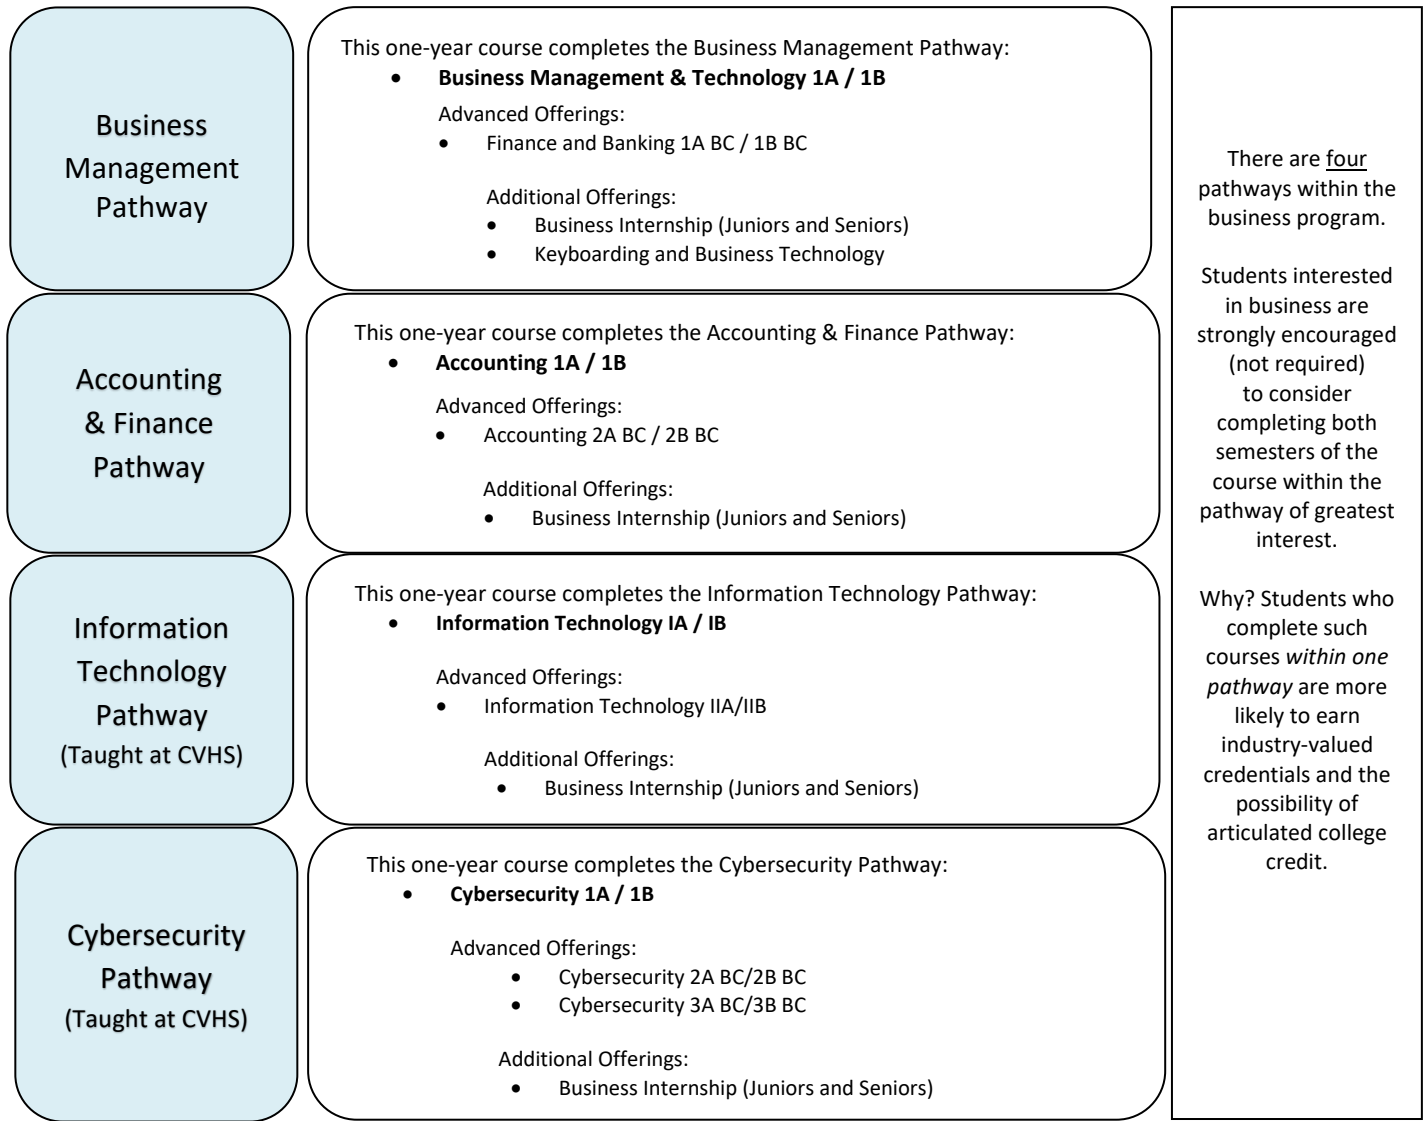 Business
Management
Pathway
This one-year course completes the Business Management Pathway:
• Business Management & Technology 1A / 1B
Advanced Offerings:
• Finance and Banking 1A BC / 1B BC
Additional Offerings:
• Business Internship (Juniors and Seniors)
• Keyboarding and Business Technology
Accounting
& Finance
Pathway
This one-year course completes the Accounting & Finance Pathway:
• Accounting 1A / 1B
Advanced Offerings:
• Accounting 2A BC / 2B BC
Additional Offerings:
• Business Internship (Juniors and Seniors)
Information
Technology
Pathway
(Taught at CVHS)
This one-year course completes the Information Technology Pathway:
• Information Technology IA / IB
Advanced Offerings:
• Information Technology IIA/IIB
Additional Offerings:
• Business Internship (Juniors and Seniors)
Cybersecurity
Pathway
(Taught at CVHS)
This one-year course completes the Cybersecurity Pathway:
• Cybersecurity 1A / 1B
Advanced Offerings:
• Cybersecurity 2A BC/2B BC
• Cybersecurity 3A BC/3B BC
Additional Offerings:
• Business Internship (Juniors and Seniors)
There are four
pathways within the
business program.
Students interested
in business are
strongly encouraged
(not required)
to consider
completing both
semesters of the
course within the
pathway of greatest
interest.
Why? Students who
complete such
courses within one
pathway are more
likely to earn
industry-valued
credentials and the
possibility of
articulated college
credit.